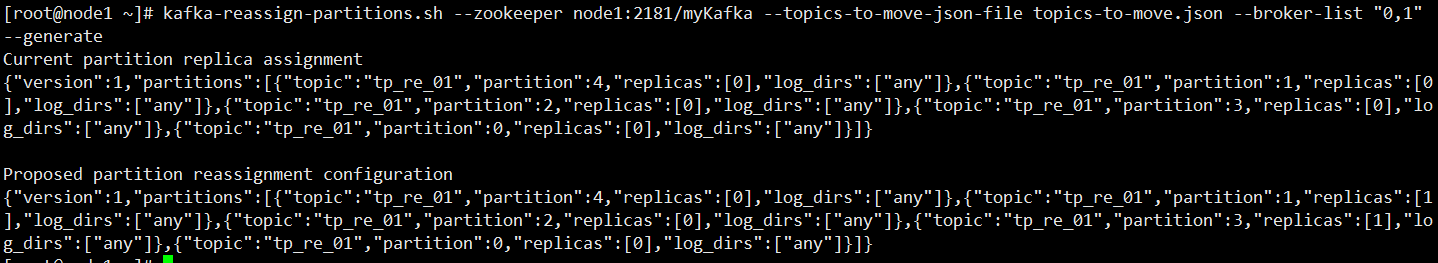 [root@node1 ~]# kafka-reassign-partitions.sh --zookeeper node1:2181/myKafka --topics-to-move-json-file topics-to-move.json --broker-list "0,1"
--generate
Current partition replica assignment
{"version":1,"partitions":[{"topic":"tp_re_01","partition":4,"replicas":[0],"log_dirs":["any"]},{"topic":"tp_re_01","partition":1,"replicas":[0
],"log_dirs":["any"]},{"topic":"tp_re_01","partition":2,"replicas":[0],"log_dirs":["any"]},{"topic":"tp_re_01","partition":3,"replicas":[0],"lo
g_dirs":["any"]},{"topic":"tp_re_01","partition":0,"replicas":[0],"log_dirs":["any"]}]}

Proposed partition reassignment configuration
{"version":1,"partitions":[{"topic":"tp_re_01","partition":4,"replicas":[0],"log_dirs":["any"]},{"topic":"tp_re_01","partition":1,"replicas":[1
],"log_dirs":["any"]},{"topic":"tp_re_01","partition":2,"replicas":[0],"log_dirs":["any"]},{"topic":"tp_re_01","partition":3,"replicas":[1],"lo
g_dirs":["any"]},{"topic":"tp_re_01","partition":0,"replicas":[0],"log_dirs":["any"]}]}